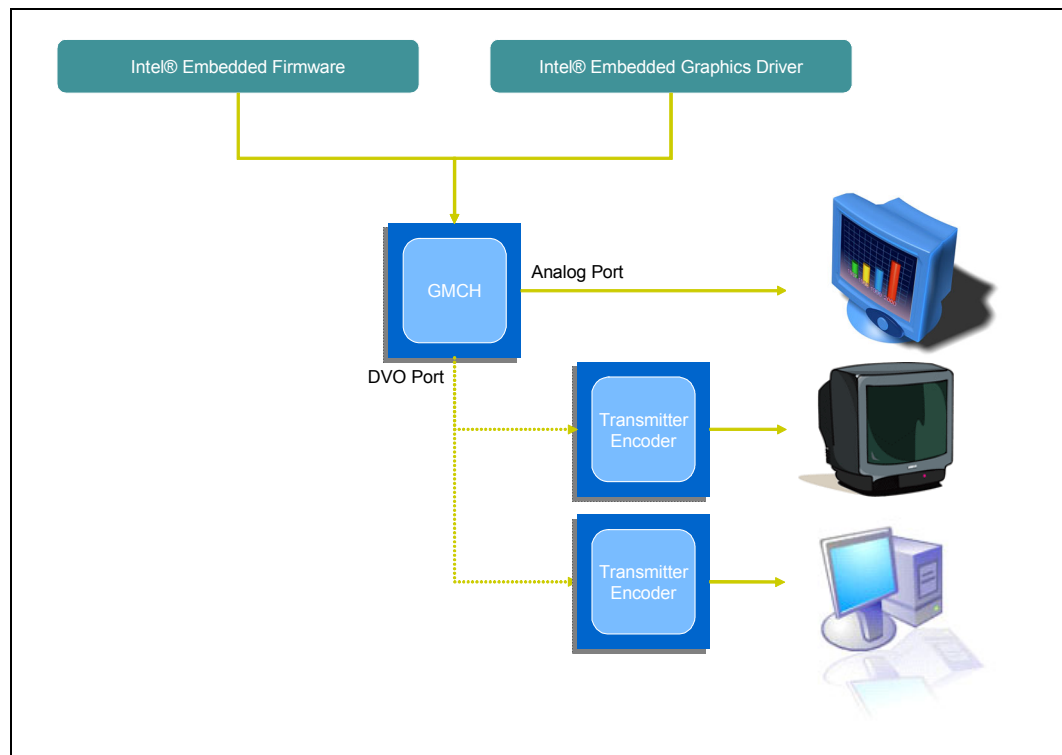 Intel® Embedded Firmware
Intel® Embedded Graphics Driver
GMCH
Analog Port
DVO Port
Transmitter
Encoder
Transmitter
Encoder